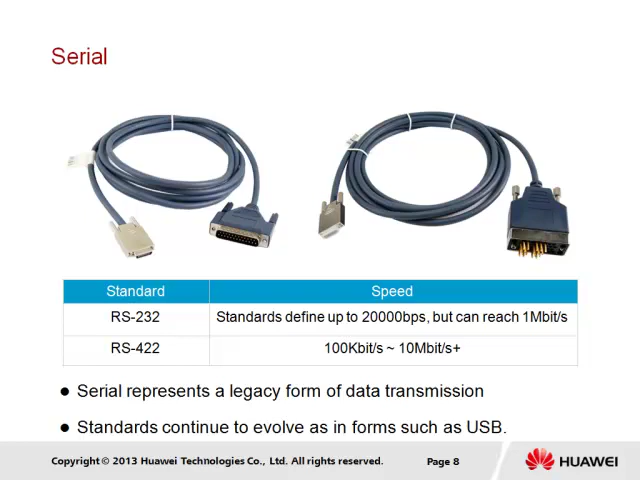 Serial
Standard Speed
RS-232 Standards define up to 20000bps, but can reach 1Mbit/s
RS-422 100Kbit/s ~ 10Mbit/s+
● Serial represents a legacy form of data transmission
● Standards continue to evolve as in forms such as USB.
Copyright © 2013 Huawei Technologies Co., Ltd. All rights reserved. Page 8 HUAWEI